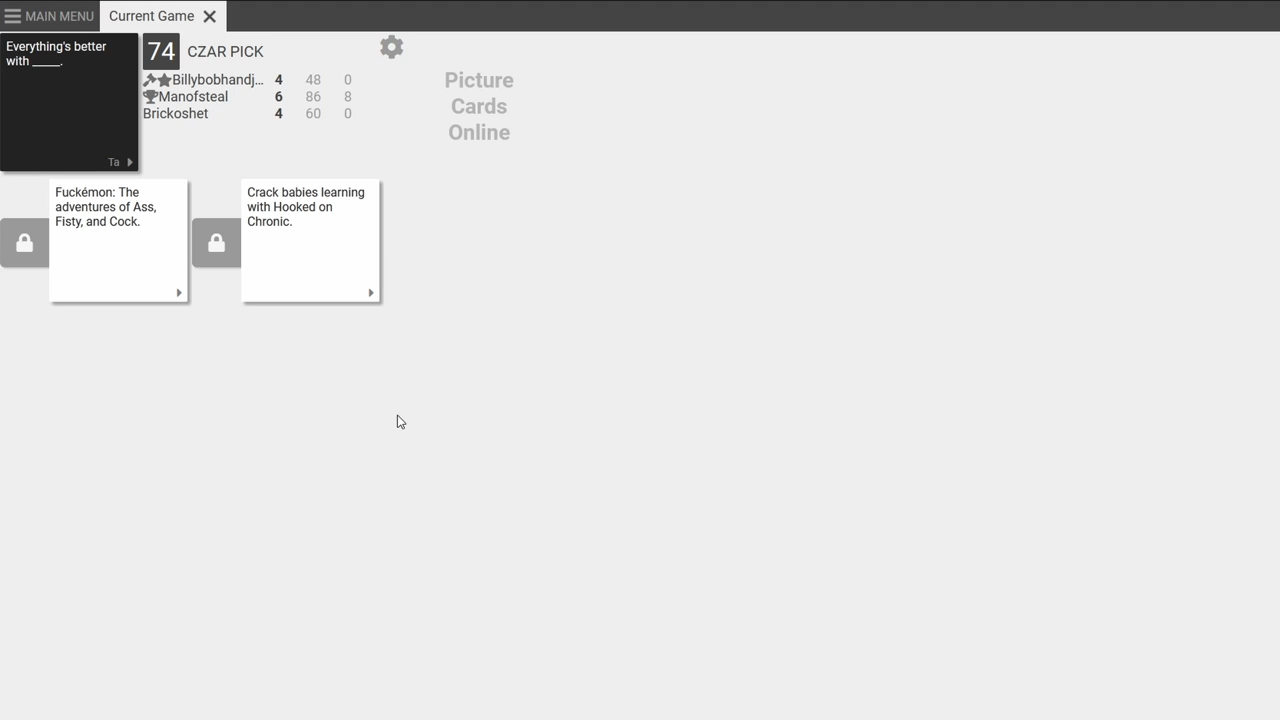 MAIN MENU
Current Game
Everything's better
with _____.
Ta
74 CZAR PICK
Billybobhandj... 4 48 0
Manofsteal 6 86 8
Brickoshet 4 60 0
Picture
Cards
Online
Fuckémon: The
adventures of Ass,
Fisty, and Cock.
Crack babies learning
with Hooked on
Chronic.